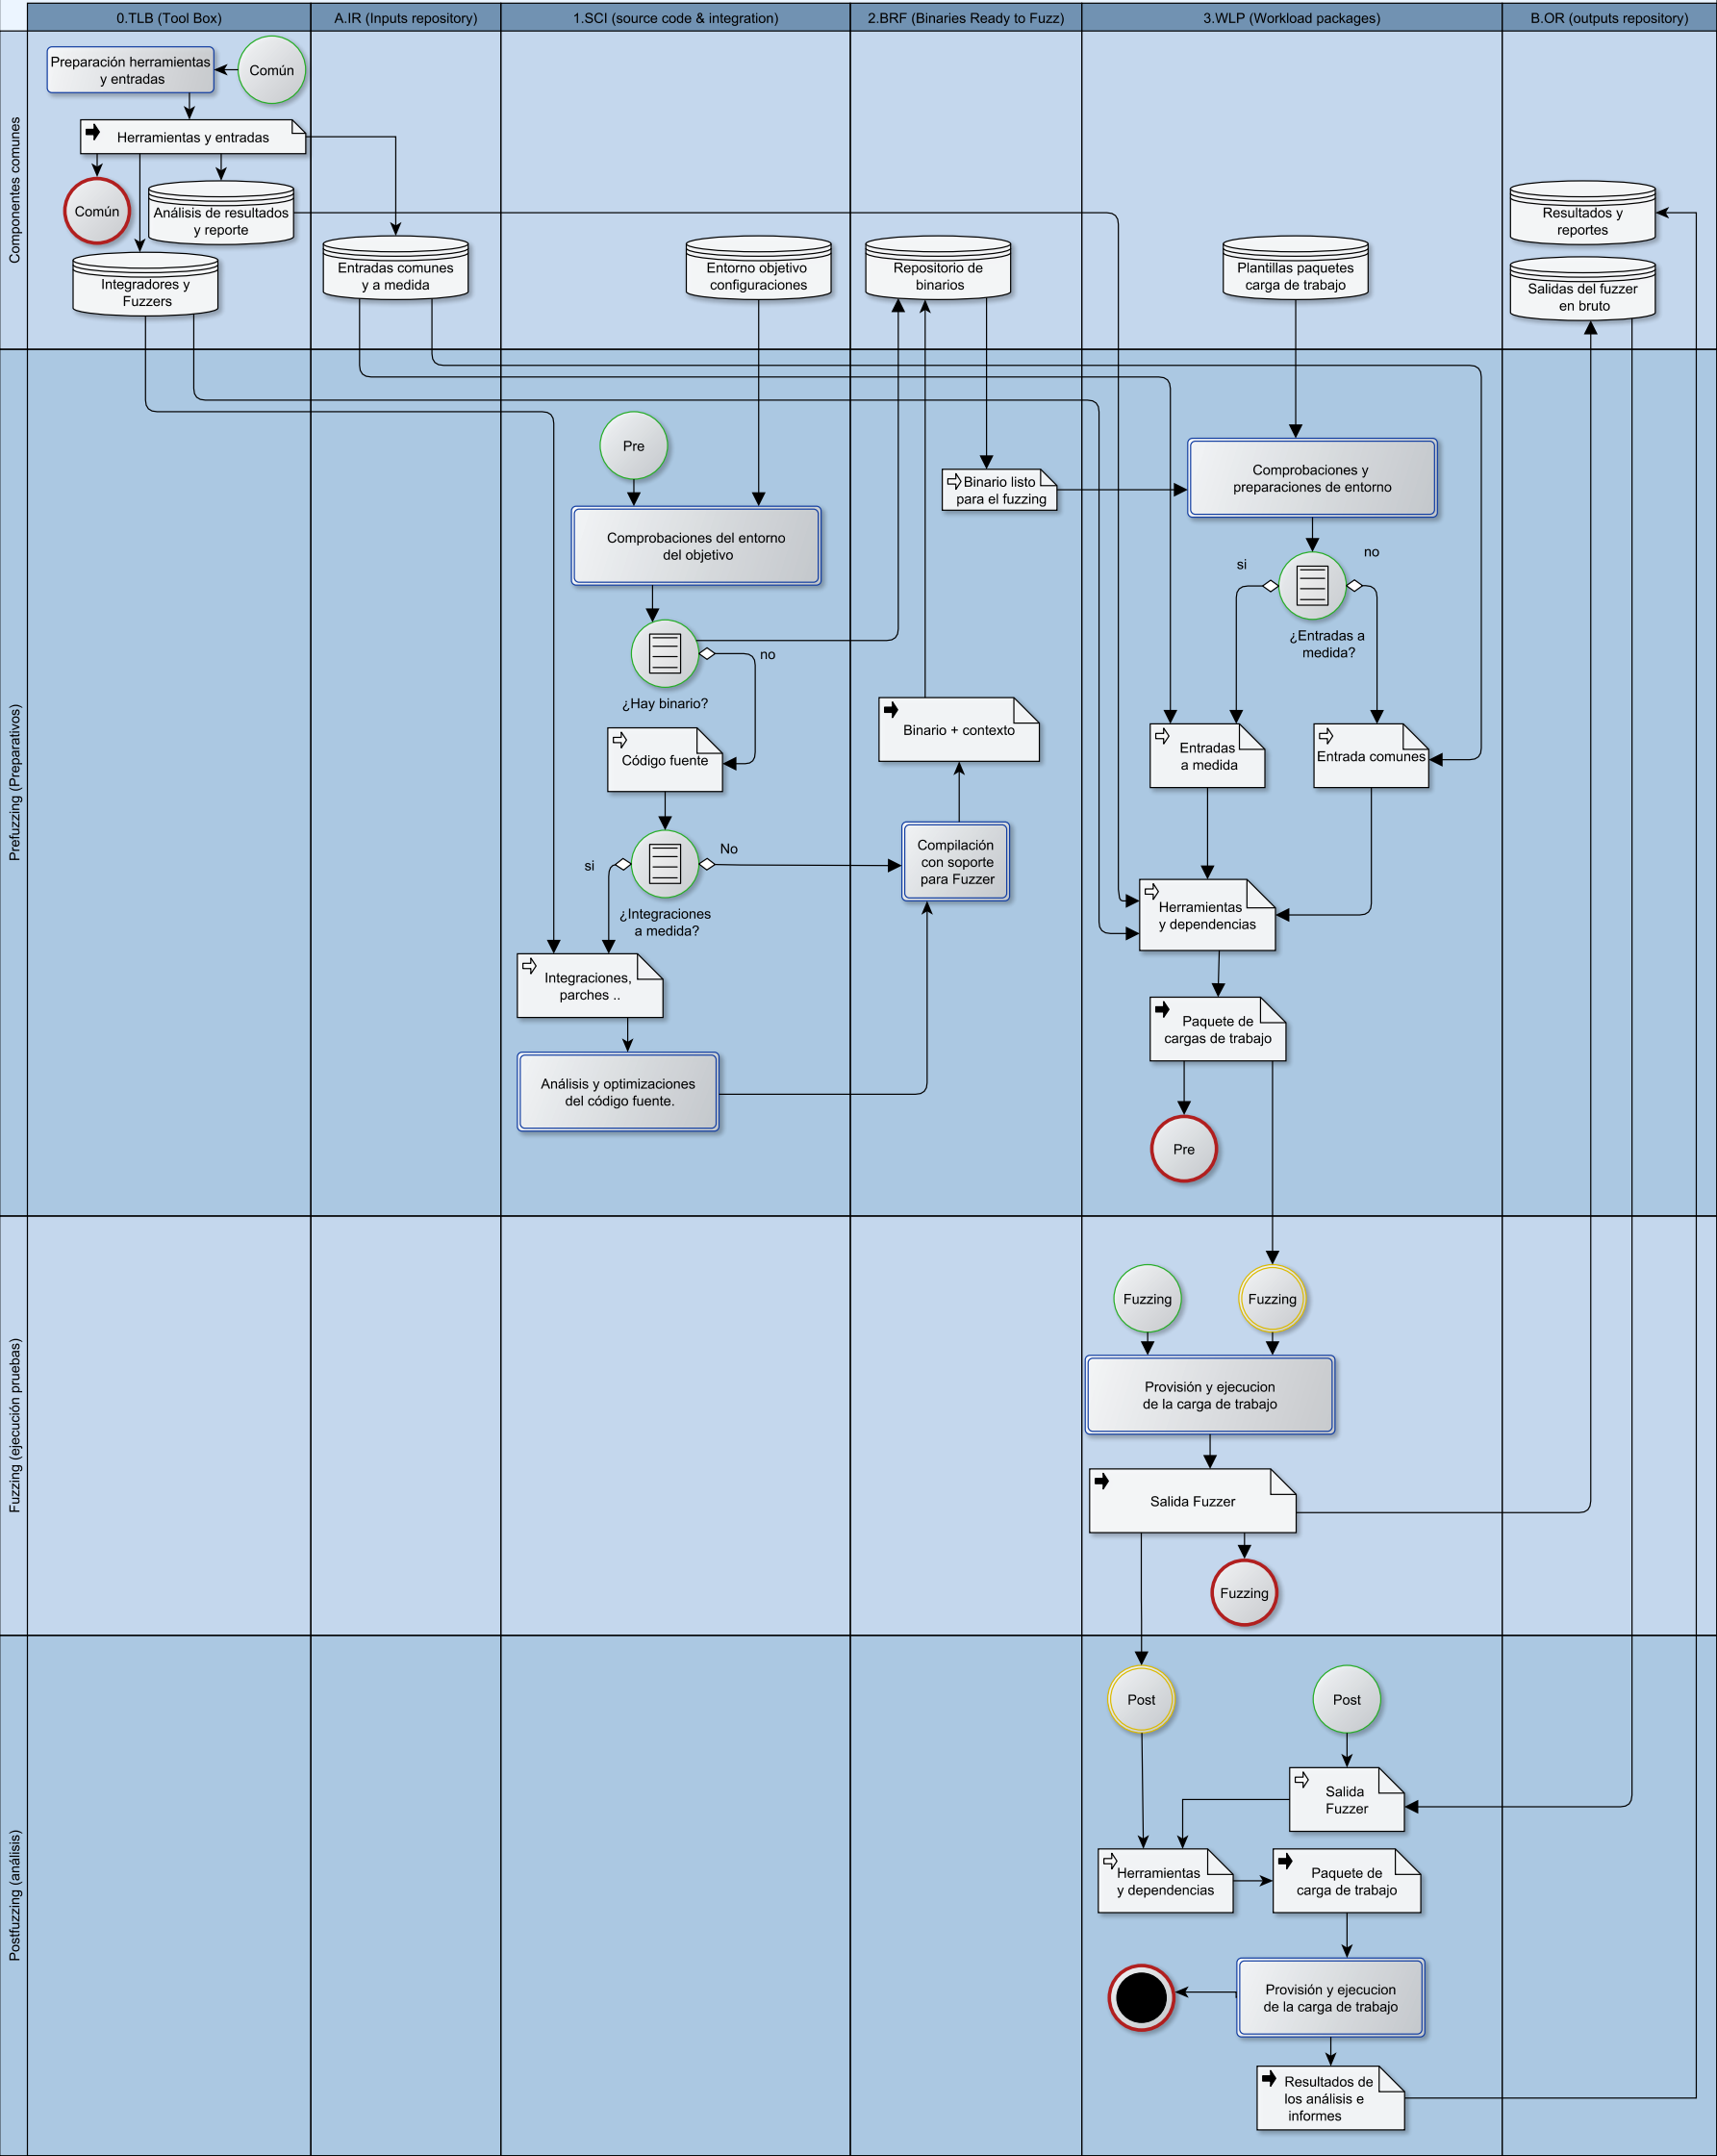 0.TLB (Tool Box)
A.IR (Inputs repository)
1.SCI (source code & integration)
2.BRF (Binaries Ready to Fuzz)
3.WLP (Workload packages)
B.OR (outputs repository)
Componentes comunes
Preparación herramientas
y entradas
Común
Herramientas y entradas
Común
Análisis de resultados
y reporte
Integradores y
Fuzzers
Entradas comunes
y a medida
Entorno objetivo
configuraciones
Repositorio de
binarios
Plantillas paquetes
carga de trabajo
Resultados y
reportes
Salidas del fuzzer
en bruto
Prefuzzing (Preparativos)
Pre
Comprobaciones del entorno
del objetivo
no
¿Hay binario?
Código fuente
No
si
¿Integraciones
a medida?
Integraciones,
parches ..
Análisis y optimizaciones
del código fuente.
Binario listo
para el fuzzing
Binario + contexto
Compilación
con soporte
para Fuzzer
Comprobaciones y
preparaciones de entorno
si
no
¿Entradas a
medida?
Entradas
a medida
Entrada comunes
Herramientas
y dependencias
Paquete de
cargas de trabajo
Pre
Fuzzing (ejecución pruebas)
Fuzzing
Fuzzing
Provisión y ejecucion
de la carga de trabajo
Salida Fuzzer
Fuzzing
Postfuzzing (análisis)
Post
Post
Salida
Fuzzer
Herramientas
y dependencias
Paquete de
carga de trabajo
Provisión y ejecucion
de la carga de trabajo
Resultados de
los análisis e
informes